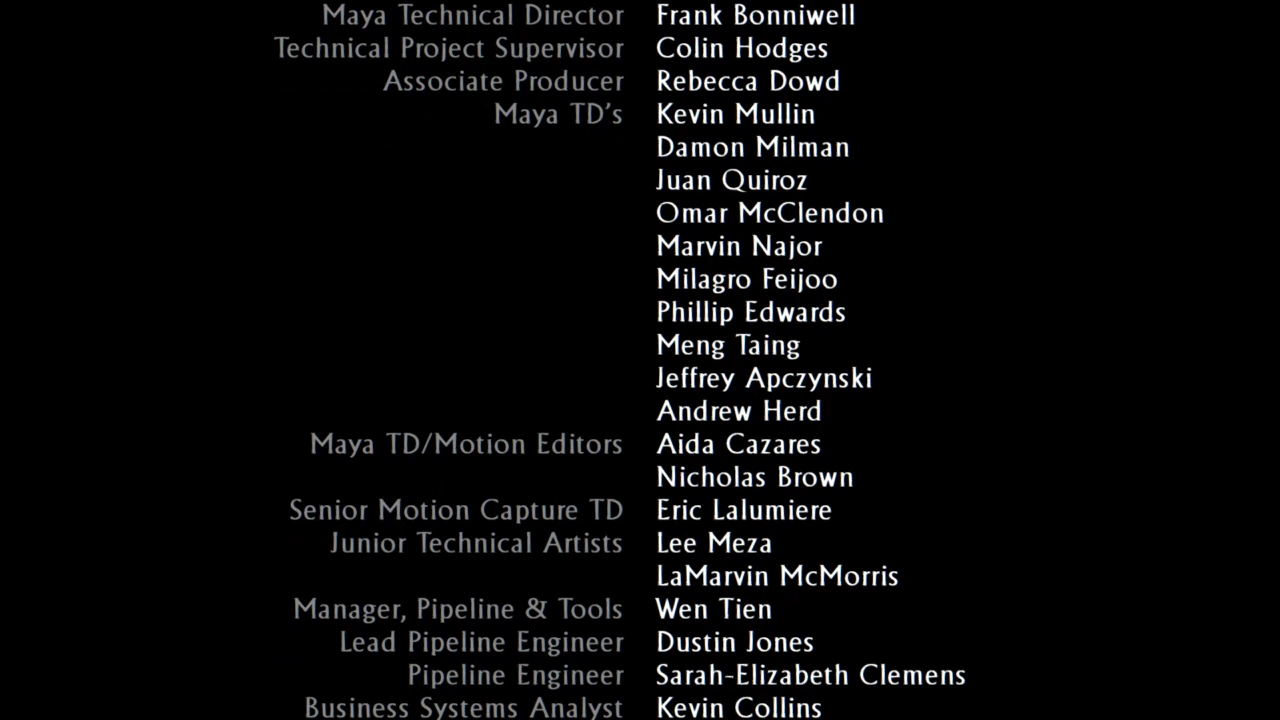 Maya Technical Director Frank Bonniwell
Technical Project Supervisor Colin Hodges
Associate Producer Rebecca Dowd
Maya TD's Kevin Mullin
Damon Milman
Juan Quiroz
Omar McClendon
Marvin Najor
Milagro Feijoo
Phillip Edwards
Meng Taing
Jeffrey Apczynski
Andrew Herd
Maya TD/Motion Editors Aida Cazares
Nicholas Brown
Senior Motion Capture TD Eric Lalumiere
Junior Technical Artists Lee Meza
LaMarvin McMorris
Manager, Pipeline & Tools Wen Tien
Lead Pipeline Engineer Dustin Jones
Pipeline Engineer Sarah-Elizabeth Clemens
Business Systems Analyst Kevin Collins